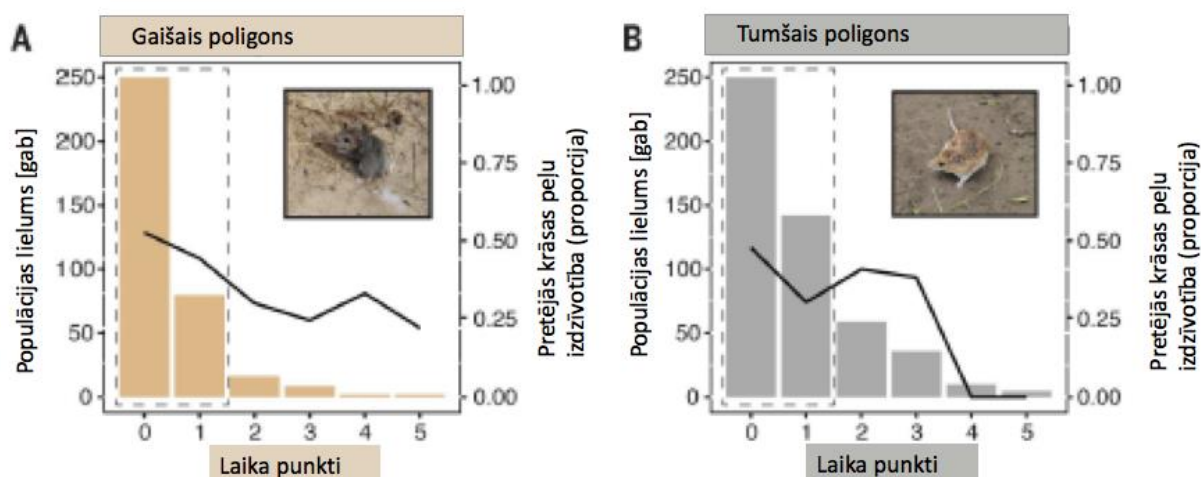 A
Gaišais poligons
Populācijas lielums [gab]
250
200
150
100
50
0
1.00
0.75
0.50
0.25
0.00
Pretējās krāsas peļu
izdzīvotība (proporcija)
0 1 2 3 4 5
Laika punkti
B
Tumšais poligons
Populācijas lielums [gab]
250
200
150
100
50
0
1.00
0.75
0.50
0.25
0.00
Pretējās krāsas peļu
izdzīvotība (proporcija)
0 1 2 3 4 5
Laika punkti